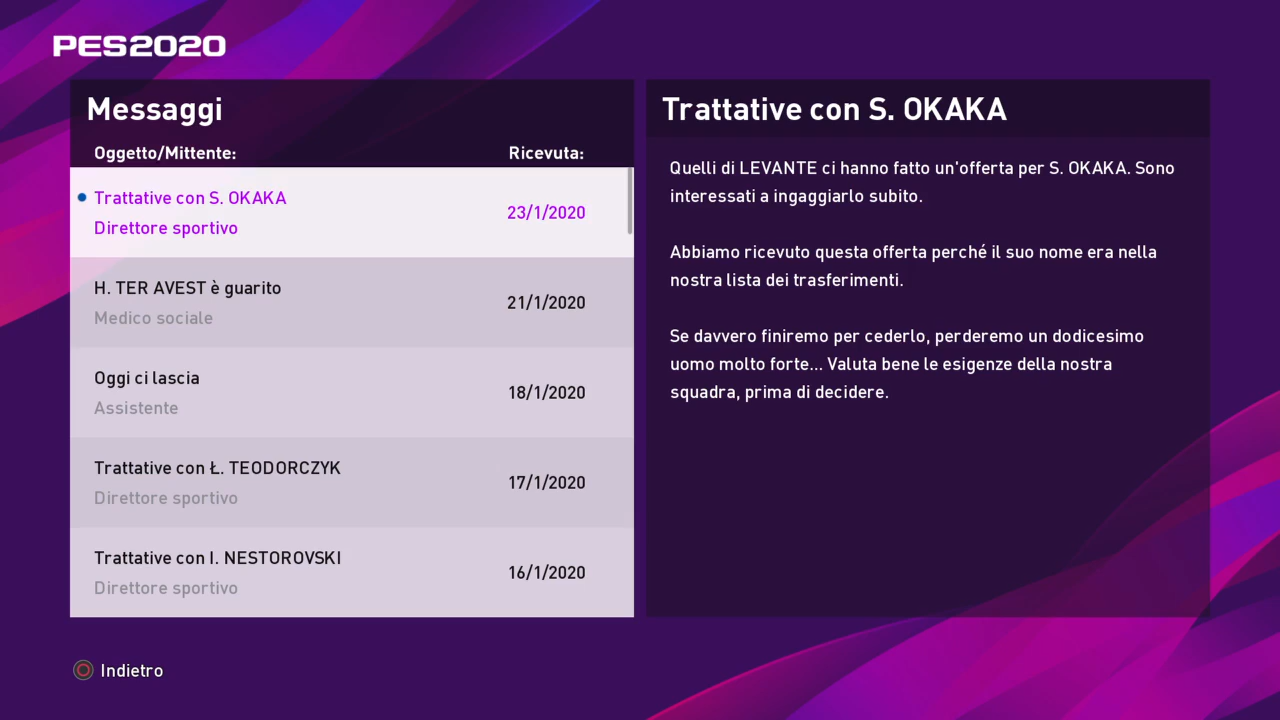 PES2020
Messaggi
Oggetto/Mittente: Ricevuta:
Trattative con S. OKAKA
Direttore sportivo
23/1/2020
H. TER AVEST è guarito
Medico sociale
21/1/2020
Oggi ci lascia
Assistente
18/1/2020
Trattative con Ł. TEODORCZYK
Direttore sportivo
17/1/2020
Trattative con I. NESTOROVSKI
Direttore sportivo
16/1/2020
Trattative con S. OKAKA
Quelli di LEVANTE ci hanno fatto un'offerta per S. OKAKA. Sono
interessati a ingaggiarlo subito.
Abbiamo ricevuto questa offerta perché il suo nome era nella
nostra lista dei trasferimenti.
Se davvero finiremo per cederlo, perderemo un dodicesimo
uomo molto forte... Valuta bene le esigenze della nostra
squadra, prima di decidere.
Indietro